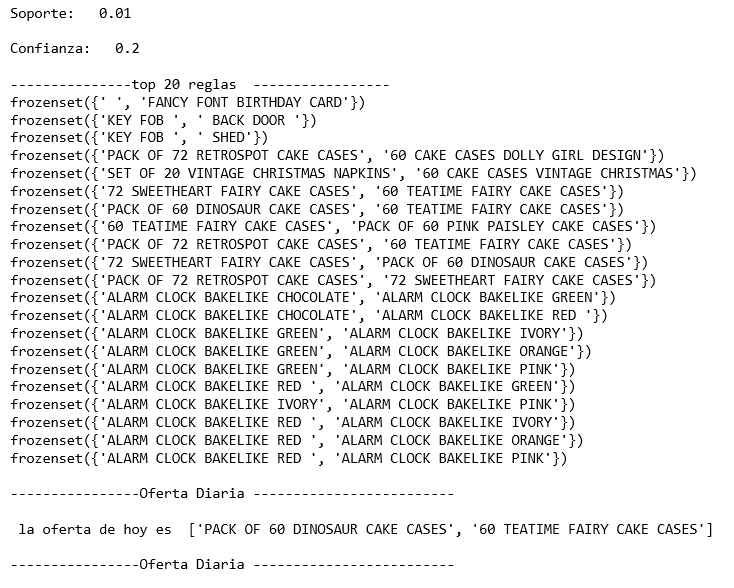 Soporte:   0.01
Confianza:   0.2
---------------top 20 reglas  -----------------
frozenset({' ', 'FANCY FONT BIRTHDAY CARD'})
frozenset({'KEY FOB ', ' BACK DOOR '})
frozenset({'KEY FOB ', ' SHED'})
frozenset({'PACK OF 72 RETROSPOT CAKE CASES', '60 CAKE CASES DOLLY GIRL DESIGN'})
frozenset({'SET OF 20 VINTAGE CHRISTMAS NAPKINS', '60 CAKE CASES VINTAGE CHRISTMAS'})
frozenset({'72 SWEETHEART FAIRY CAKE CASES', '60 TEATIME FAIRY CAKE CASES'})
frozenset({'PACK OF 60 DINOSAUR CAKE CASES', '60 TEATIME FAIRY CAKE CASES'})
frozenset({'60 TEATIME FAIRY CAKE CASES', 'PACK OF 60 PINK PAISLEY CAKE CASES'})
frozenset({'PACK OF 72 RETROSPOT CAKE CASES', '60 TEATIME FAIRY CAKE CASES'})
frozenset({'72 SWEETHEART FAIRY CAKE CASES', 'PACK OF 60 DINOSAUR CAKE CASES'})
frozenset({'PACK OF 72 RETROSPOT CAKE CASES', '72 SWEETHEART FAIRY CAKE CASES'})
frozenset({'ALARM CLOCK BAKELIKE CHOCOLATE', 'ALARM CLOCK BAKELIKE GREEN'})
frozenset({'ALARM CLOCK BAKELIKE CHOCOLATE', 'ALARM CLOCK BAKELIKE RED '})
frozenset({'ALARM CLOCK BAKELIKE GREEN', 'ALARM CLOCK BAKELIKE IVORY'})
frozenset({'ALARM CLOCK BAKELIKE GREEN', 'ALARM CLOCK BAKELIKE ORANGE'})
frozenset({'ALARM CLOCK BAKELIKE GREEN', 'ALARM CLOCK BAKELIKE PINK'})
frozenset({'ALARM CLOCK BAKELIKE RED ', 'ALARM CLOCK BAKELIKE GREEN'})
frozenset({'ALARM CLOCK BAKELIKE IVORY', 'ALARM CLOCK BAKELIKE PINK'})
frozenset({'ALARM CLOCK BAKELIKE RED ', 'ALARM CLOCK BAKELIKE IVORY'})
frozenset({'ALARM CLOCK BAKELIKE RED ', 'ALARM CLOCK BAKELIKE ORANGE'})
frozenset({'ALARM CLOCK BAKELIKE RED ', 'ALARM CLOCK BAKELIKE PINK'})
----------------Oferta Diaria -------------------------
la oferta de hoy es  ['PACK OF 60 DINOSAUR CAKE CASES', '60 TEATIME FAIRY CAKE CASES']
----------------Oferta Diaria -------------------------